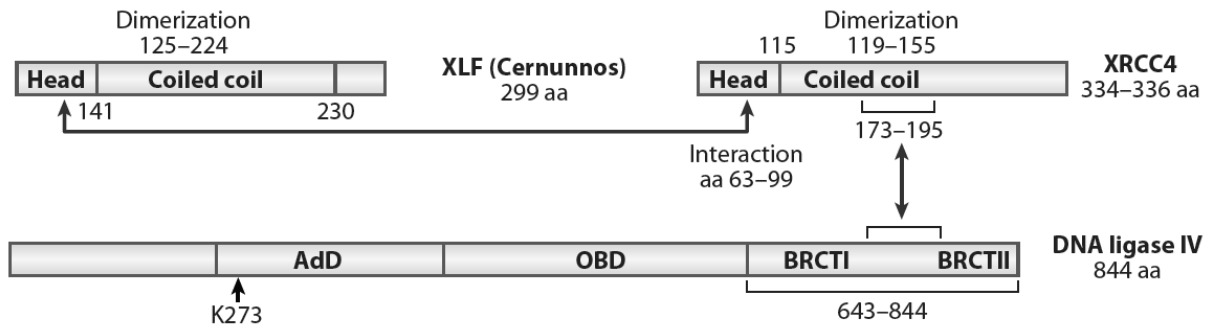 Dimerization
125–224
Head
Coiled coil
141
230
XLF (Cernunnos)
299 aa
Dimerization
115
119–155
Head
Coiled coil
XRCC4
334–336 aa
173–195
Interaction
aa 63–99
AdD
OBD
BRCTI
BRCTII
DNA ligase IV
844 aa
K273
643–844